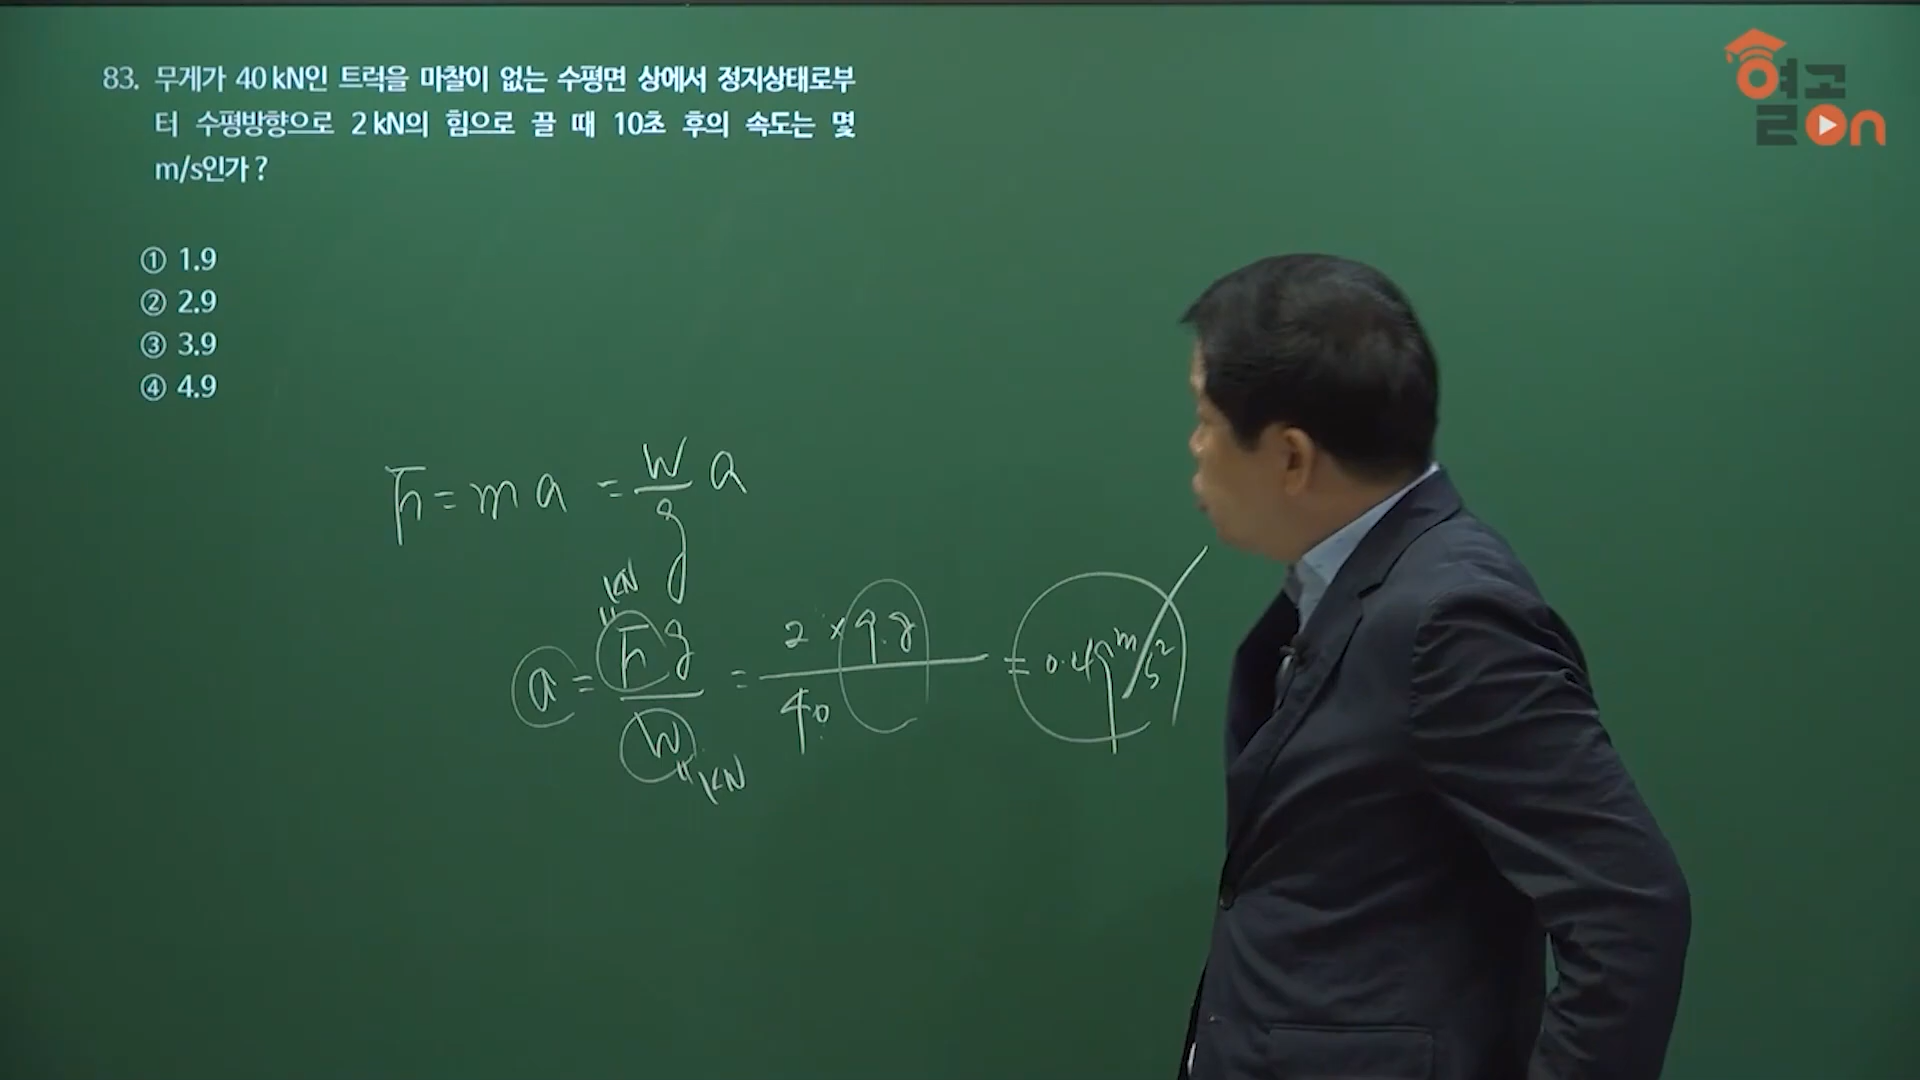 83. 무게가 40 kN인 트럭을 마찰이 없는 수평면 상에서 정지상태로부
터 수평방향으로 2 kN의 힘으로 끌 때 10초 후의 속도는 몇
m/s인가?
① 1.9
② 2.9
③ 3.9
④ 4.9
F = ma = W/g a
a = Fg/W = 2 × 9.8/40 = 0.49 m/s²
kN
kN
열고
ㄹon